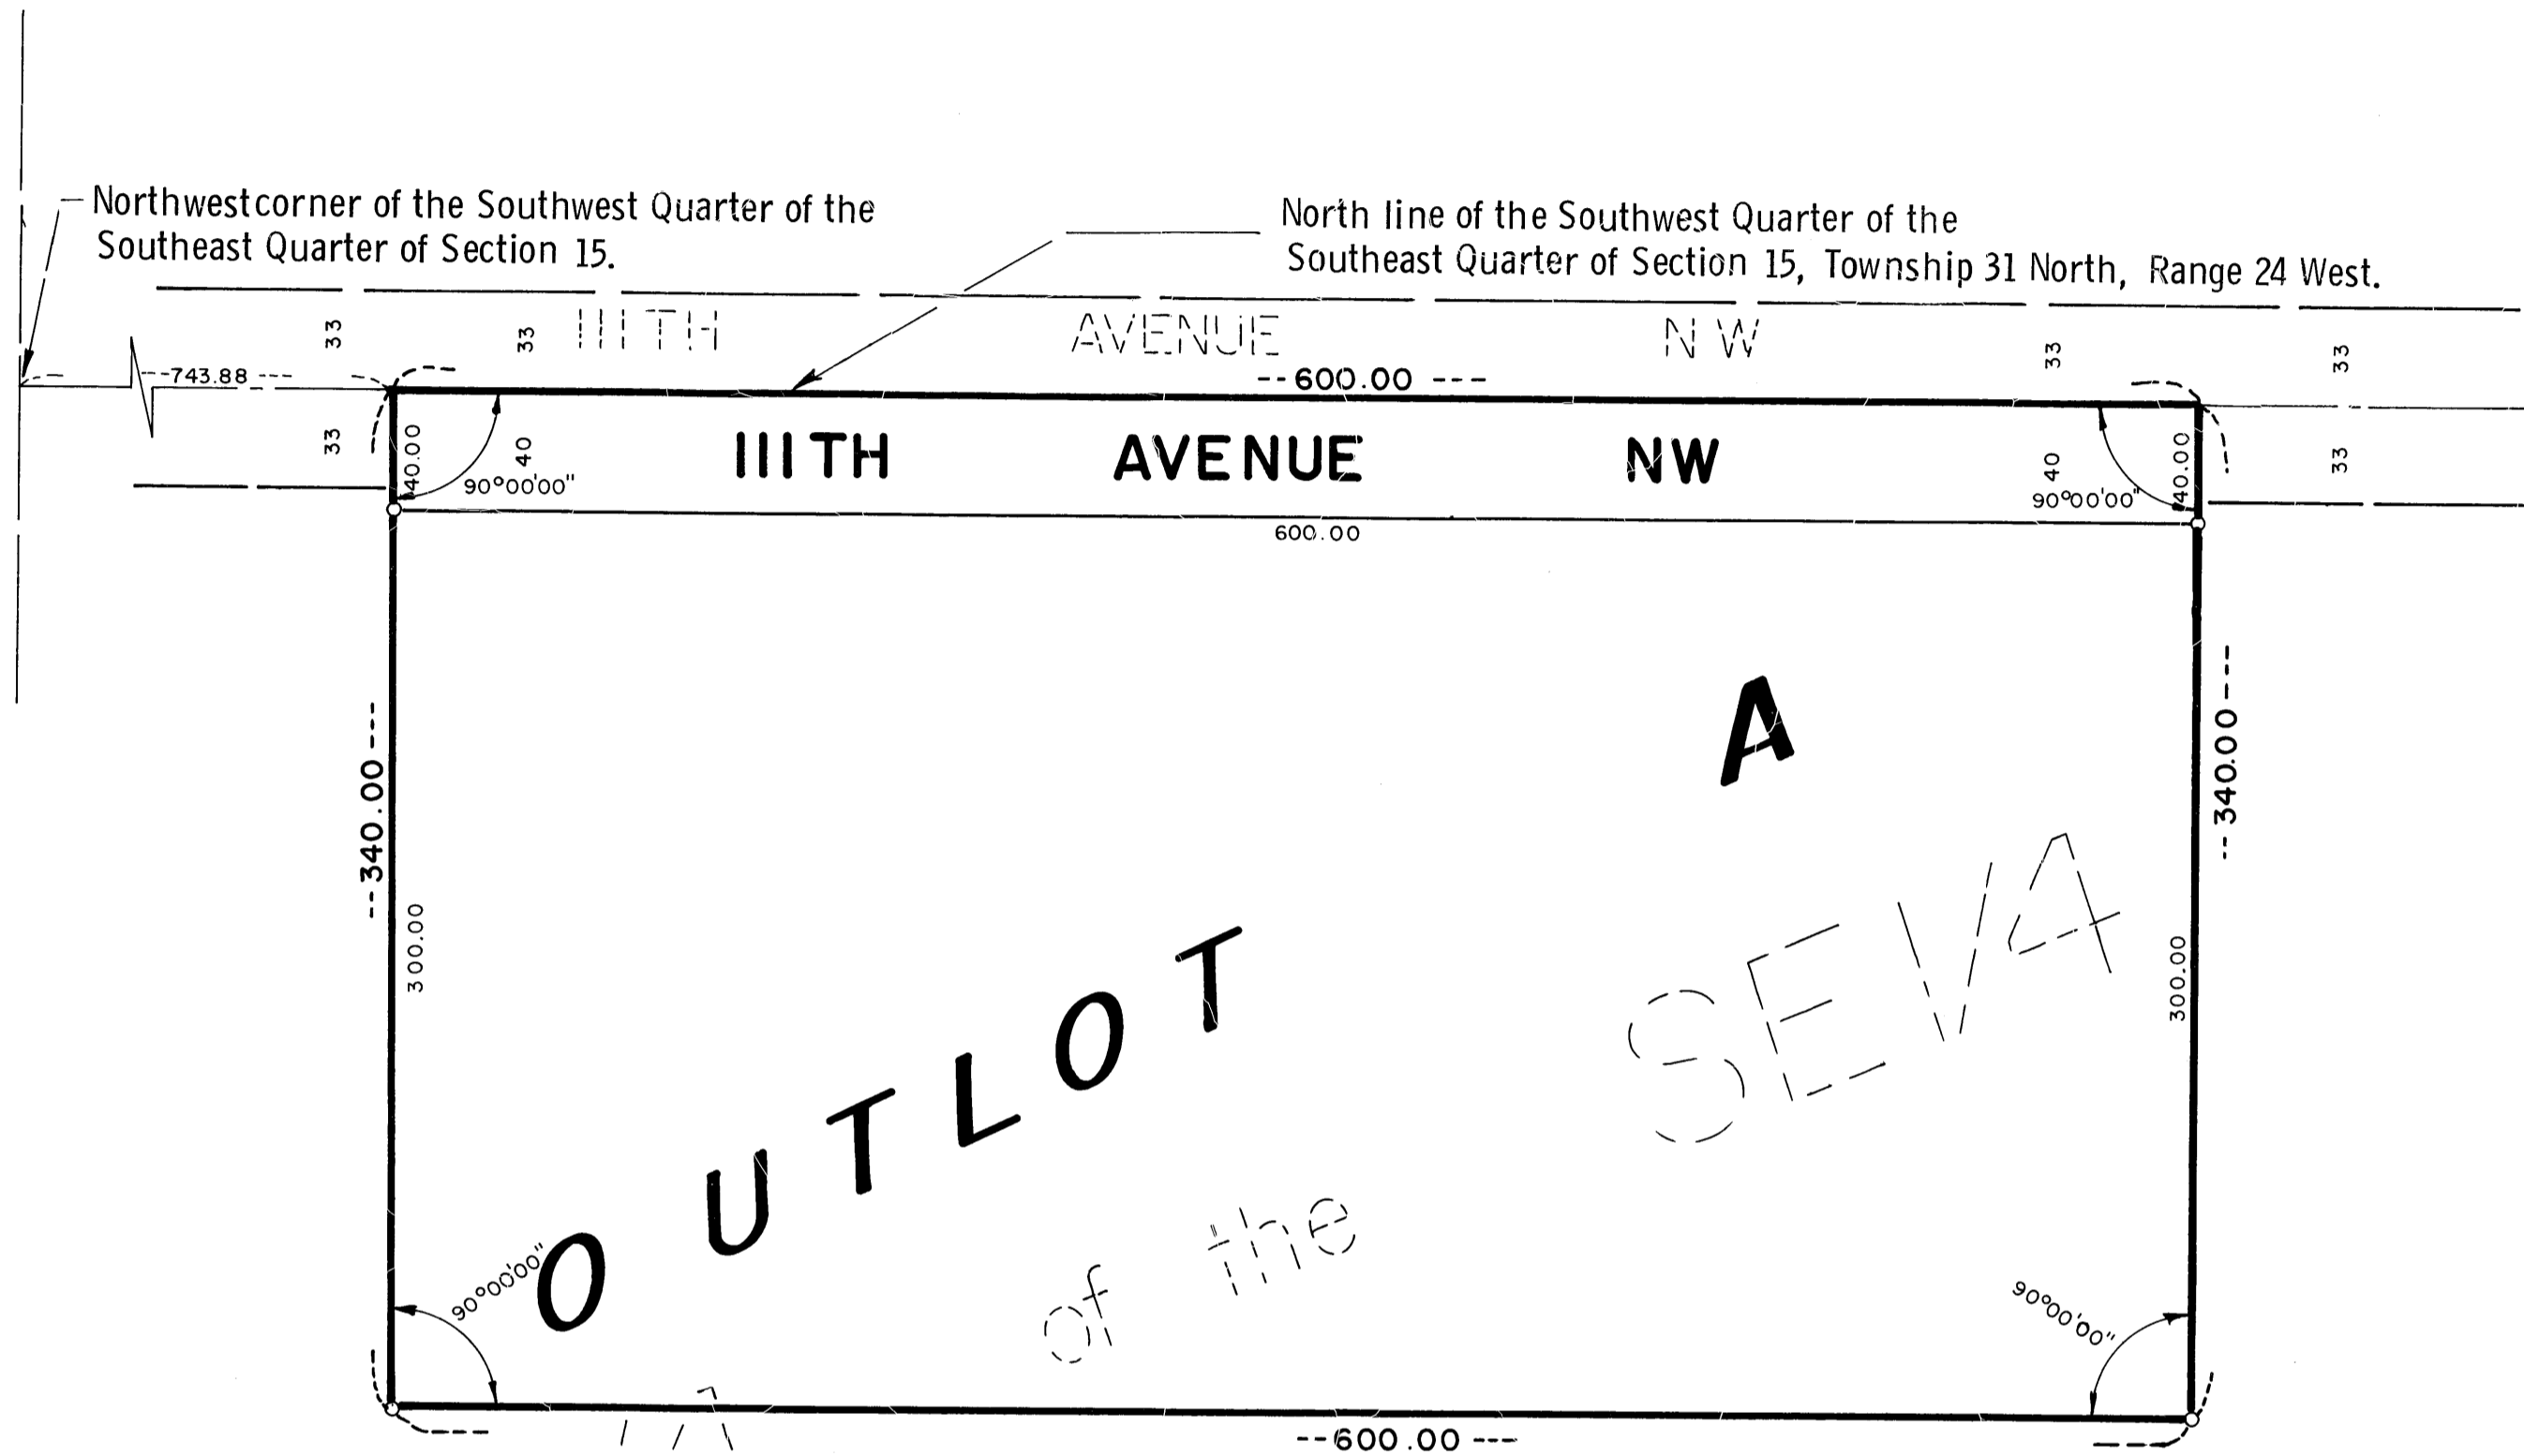 Northwest corner of the Southwest Quarter of the
Southeast Quarter of Section 15.
North line of the Southwest Quarter of the
Southeast Quarter of Section 15, Township 31 North, Range 24 West.
33
33
111TH AVENUE NW
33
33
743.88
600.00
33
40.00
40
90°00'00"
111TH AVENUE NW
40
90°00'00"
40.00
33
600.00
340.00
300.00
OUTLOT A
340.00
300.00
SE1/4
of the
90°00'00"
90°00'00"
600.00